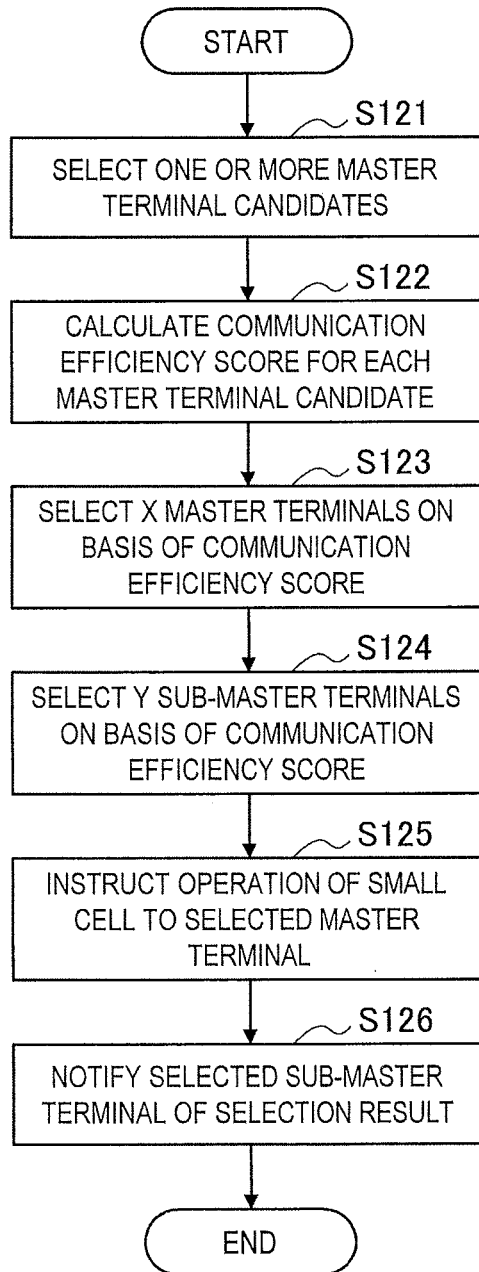 START
S121
SELECT ONE OR MORE MASTER
TERMINAL CANDIDATES
S122
CALCULATE COMMUNICATION
EFFICIENCY SCORE FOR EACH
MASTER TERMINAL CANDIDATE
S123
SELECT X MASTER TERMINALS ON
BASIS OF COMMUNICATION
EFFICIENCY SCORE
S124
SELECT Y SUB-MASTER TERMINALS
ON BASIS OF COMMUNICATION
EFFICIENCY SCORE
S125
INSTRUCT OPERATION OF SMALL
CELL TO SELECTED MASTER
TERMINAL
S126
NOTIFY SELECTED SUB-MASTER
TERMINAL OF SELECTION RESULT
END